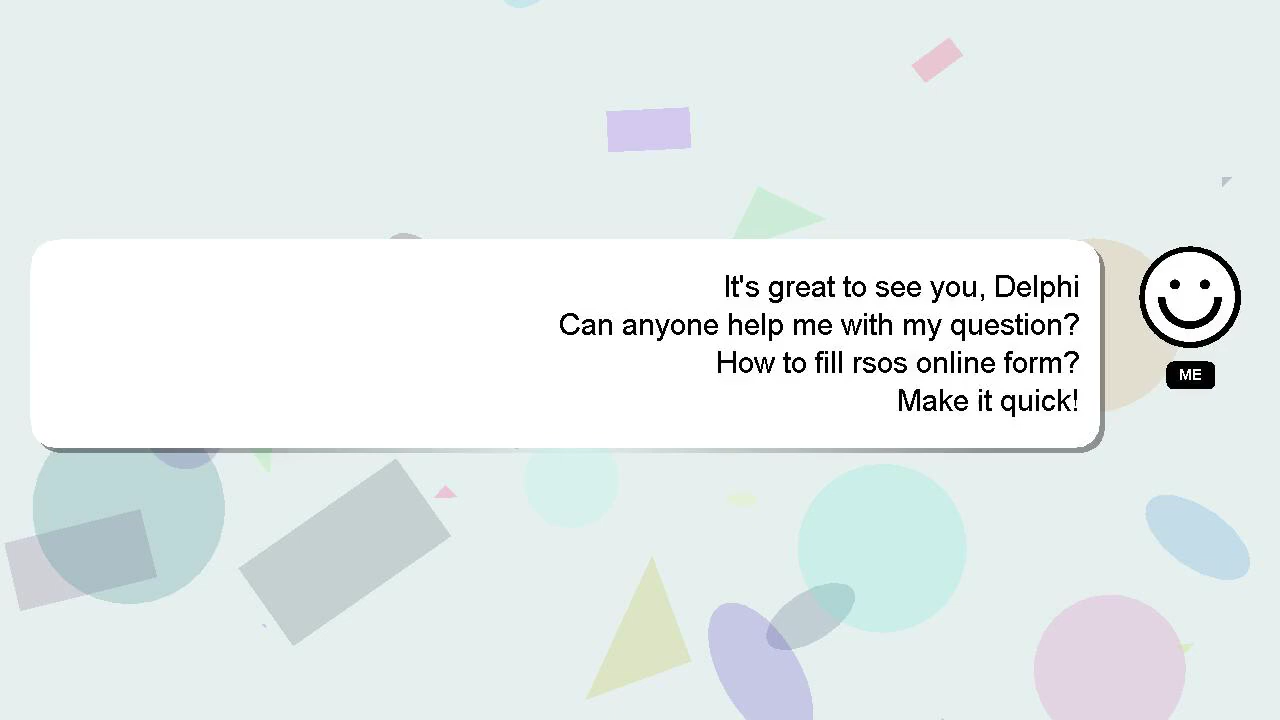 It's great to see you, Delphi
Can anyone help me with my question?
How to fill rsos online form?
Make it quick!
ME